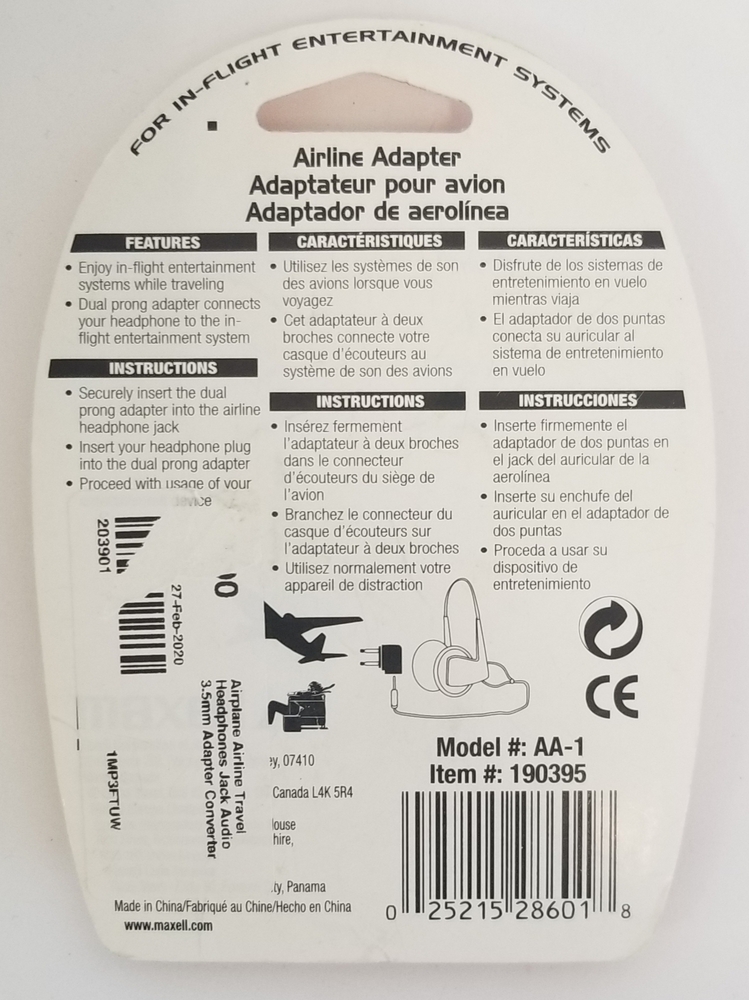 FOR IN-FLIGHT ENTERTAINMENT SYSTEMS
Airline Adapter
Adaptateur pour avion
Adaptador de aerolínea
FEATURES
• Enjoy in-flight entertainment
systems while traveling
• Dual prong adapter connects
your headphone to the in-
flight entertainment system
INSTRUCTIONS
• Securely insert the dual
prong adapter into the airline
headphone jack
• Insert your headphone plug
into the dual prong adapter
• Proceed with usage of your
CARACTÉRISTIQUES
• Utilisez les systèmes de son
des avions lorsque vous
voyagez
• Cet adaptateur à deux
broches connecte votre
casque d'écouteurs au
système de son des avions
INSTRUCTIONS
• Insérez fermement
l'adaptateur à deux broches
dans le connecteur
d'écouteurs du siège de
l'avion
• Branchez le connecteur du
casque d'écouteurs sur
l'adaptateur à deux broches
• Utilisez normalement votre
appareil de distraction
CARACTERÍSTICAS
• Disfrute de los sistemas de
entretenimiento en vuelo
mientras viaja
• El adaptador de dos puntas
conecta su auricular al
sistema de entretenimiento
en vuelo
INSTRUCCIONES
• Inserte firmemente el
adaptador de dos puntas en
el jack del auricular de la
aerolínea
• Inserte su enchufe del
auricular en el adaptador de
dos puntas
• Proceda a usar su
dispositivo de
entretenimiento
203901
27-Feb-2020
Airplane Airline Travel
Headphones Jack Audio
3.5mm Adapter Converter
1MP3FTUW
07410
Canada L4K 5R4
Panama
CE
Model #: AA-1
Item #: 190395
0 25215 28601 8
Made in China/Fabriqué au Chine/Hecho en China
www.maxell.com